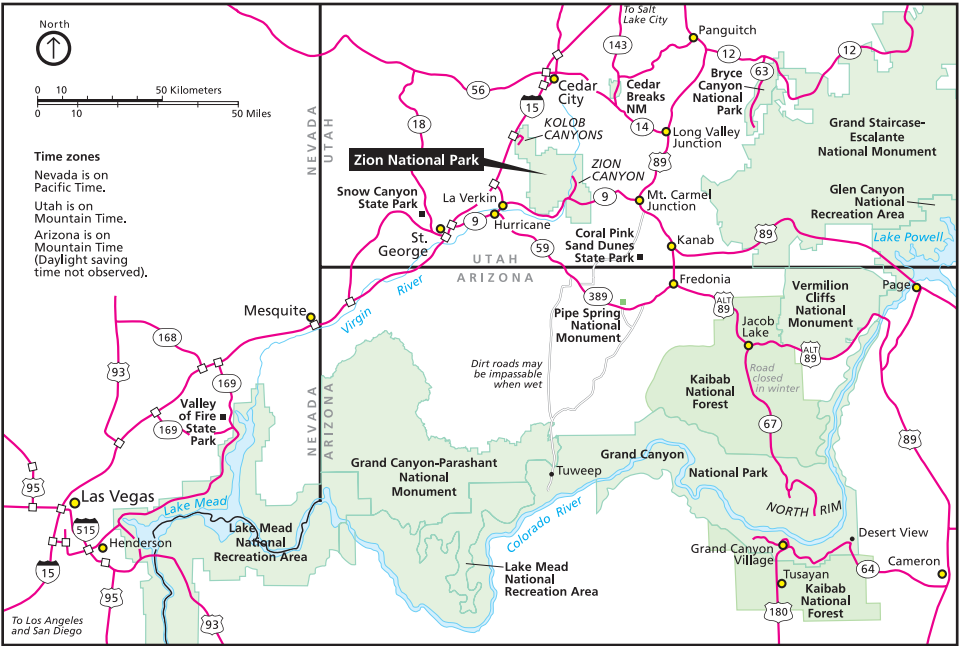 North
0 10 50 Kilometers
0 10 50 Miles
Time zones
Nevada is on
Pacific Time.
Utah is on
Mountain Time.
Arizona is on
Mountain Time
(Daylight saving
time not observed).
To Salt
Lake City
Panguitch
143
12
12
63
Bryce
Canyon
National
Park
56
Cedar
City
15
Cedar
Breaks
NM
18
KOLOB
CANYONS
14
Long Valley
Junction
Grand Staircase-
Escalante
National Monument
NEVADA
UTAH
Zion National Park
ZION
CANYON
89
Snow Canyon
State Park
La Verkin
9
Mt. Carmel
Junction
Glen Canyon
National
Recreation Area
St.
George
9
Hurricane
59
Coral Pink
Sand Dunes
State Park
Kanab
89
Lake Powell
UTAH
ARIZONA
River
Virgin
389
Fredonia
Page
ALT
89
Vermilion
Cliffs
National
Monument
Mesquite
Pipe Spring
National
Monument
Jacob
Lake
ALT
89
168
93
169
Dirt roads may
be impassable
when wet
Road
closed
in winter
Kaibab
National
Forest
Valley
of Fire
State
Park
169
NEVADA
ARIZONA
67
89
Grand Canyon-Parashant
National
Monument
Tuweep
Grand Canyon
National Park
95
Las Vegas
Lake Mead
NORTH RIM
515
Henderson
Lake Mead
National
Recreation Area
Colorado River
Desert View
Grand Canyon
Village
64
Cameron
15
95
Lake Mead
National
Recreation Area
Tusayan
Kaibab
National
Forest
180
To Los Angeles
and San Diego
93